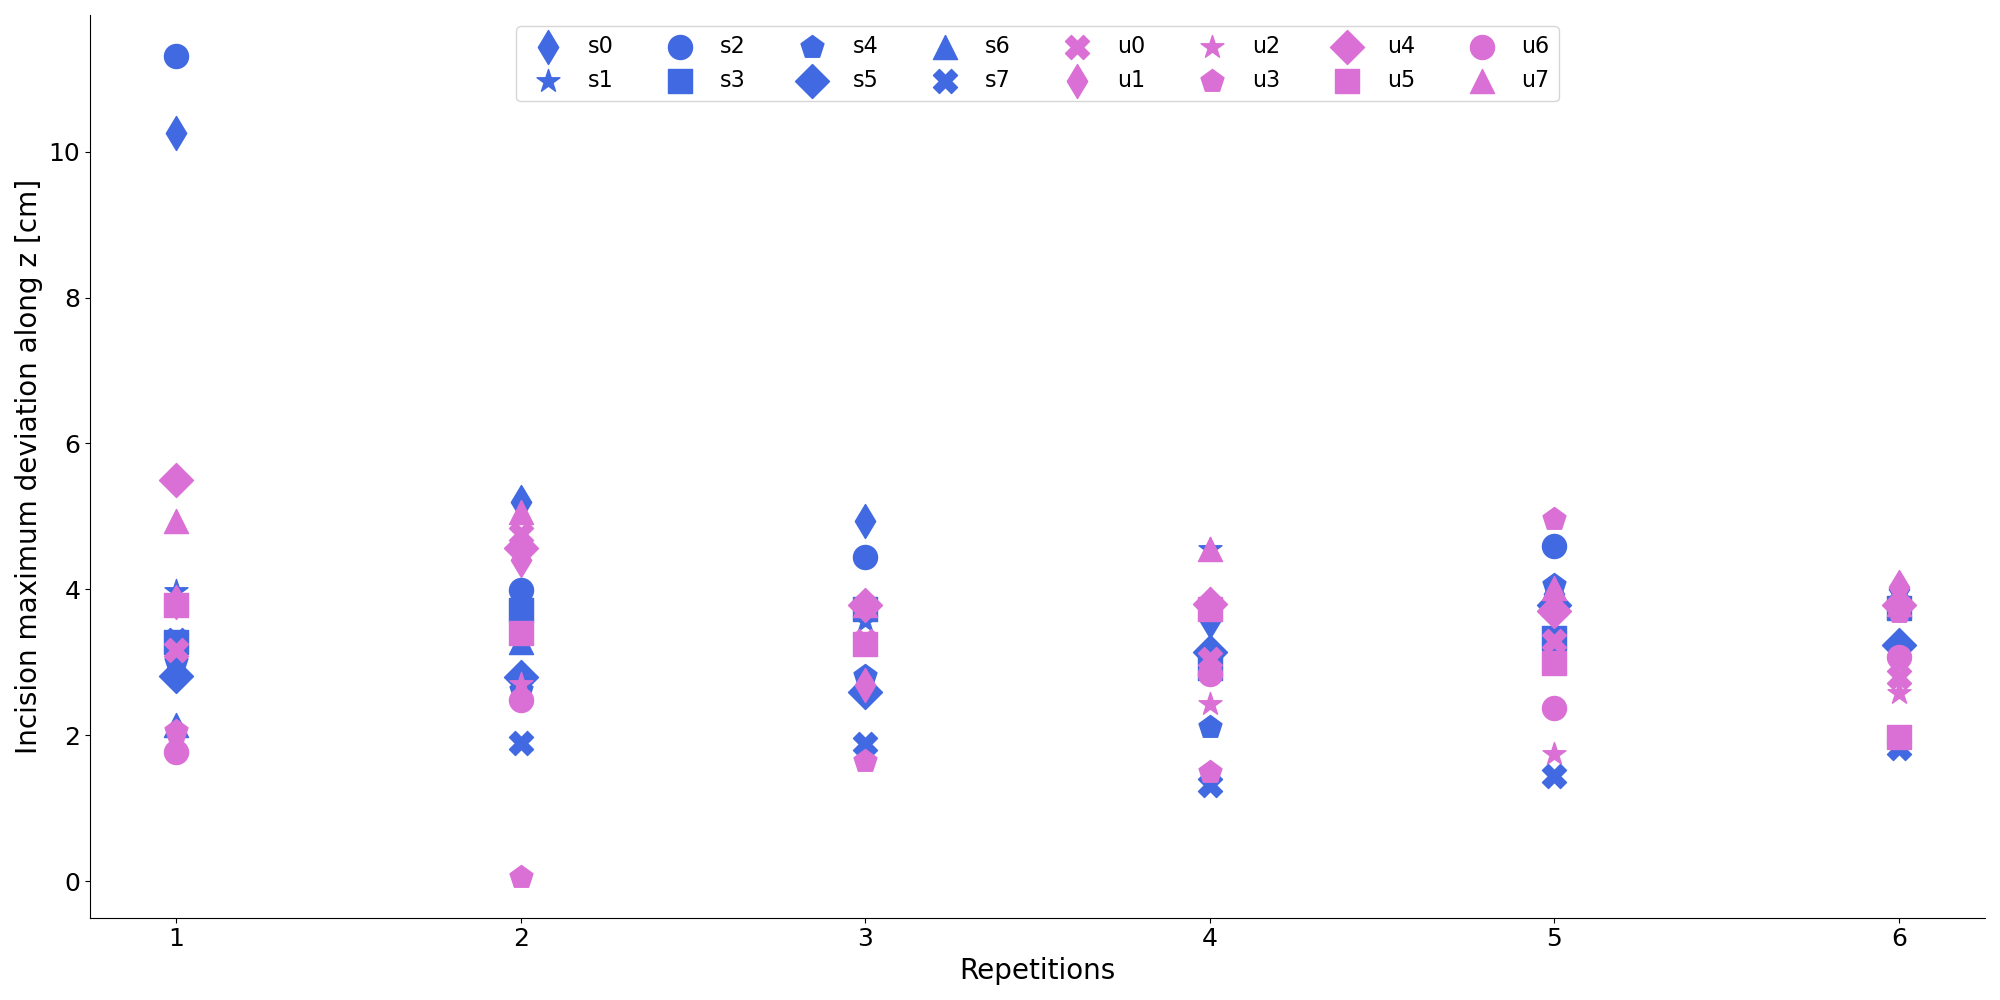 s0 s2 s4 s6 u0 u2 u4 u6
s1 s3 s5 s7 u1 u3 u5 u7
Incision maximum deviation along z [cm]
10
8
6
4
2
0
1 2 3 4 5 6
Repetitions